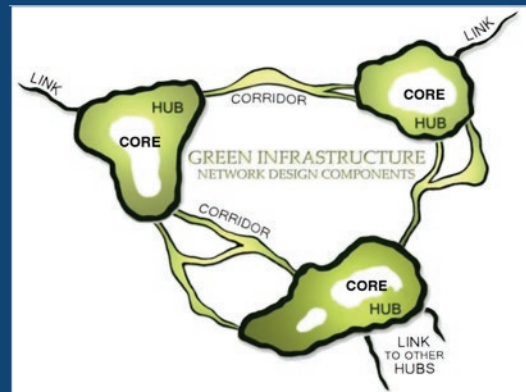 LINK
LINK
CORE
HUB
CORRIDOR
HUB
CORE
GREEN INFRASTRUCTURE
NETWORK DESIGN COMPONENTS
CORRIDOR
CORE
HUB
LINK
TO OTHER
HUBS